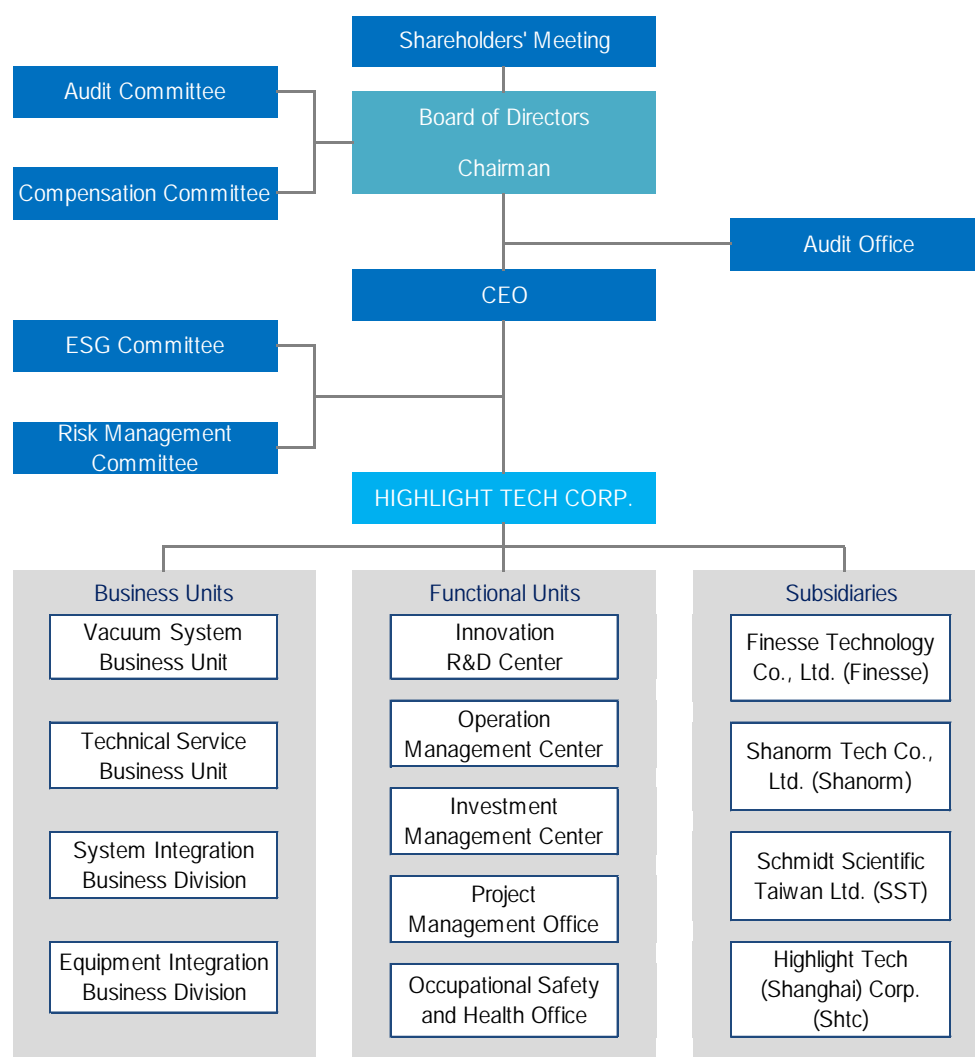 Shareholders' Meeting
Audit Committee
Board of Directors
Chairman
Compensation Committee
Audit Office
CEO
ESG Committee
Risk Management
Committee
HIGHLIGHT TECH CORP.
Business Units
Vacuum System
Business Unit
Technical Service
Business Unit
System Integration
Business Division
Equipment Integration
Business Division
Functional Units
Innovation
R&D Center
Operation
Management Center
Investment
Management Center
Project
Management Office
Occupational Safety
and Health Office
Subsidiaries
Finesse Technology
Co., Ltd. (Finesse)
Shanorm Tech Co.,
Ltd. (Shanorm)
Schmidt Scientific
Taiwan Ltd. (SST)
Highlight Tech
(Shanghai) Corp.
(Shtc)